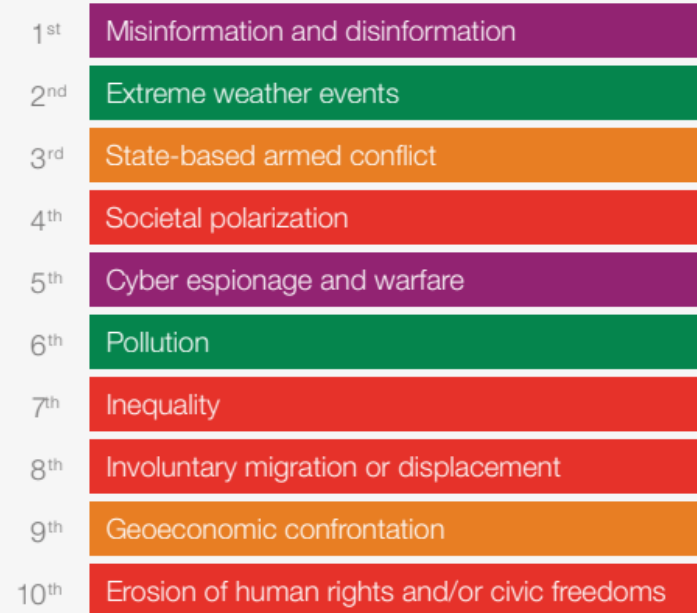 1st Misinformation and disinformation
2nd Extreme weather events
3rd State-based armed conflict
4th Societal polarization
5th Cyber espionage and warfare
6th Pollution
7th Inequality
8th Involuntary migration or displacement
9th Geoeconomic confrontation
10th Erosion of human rights and/or civic freedoms